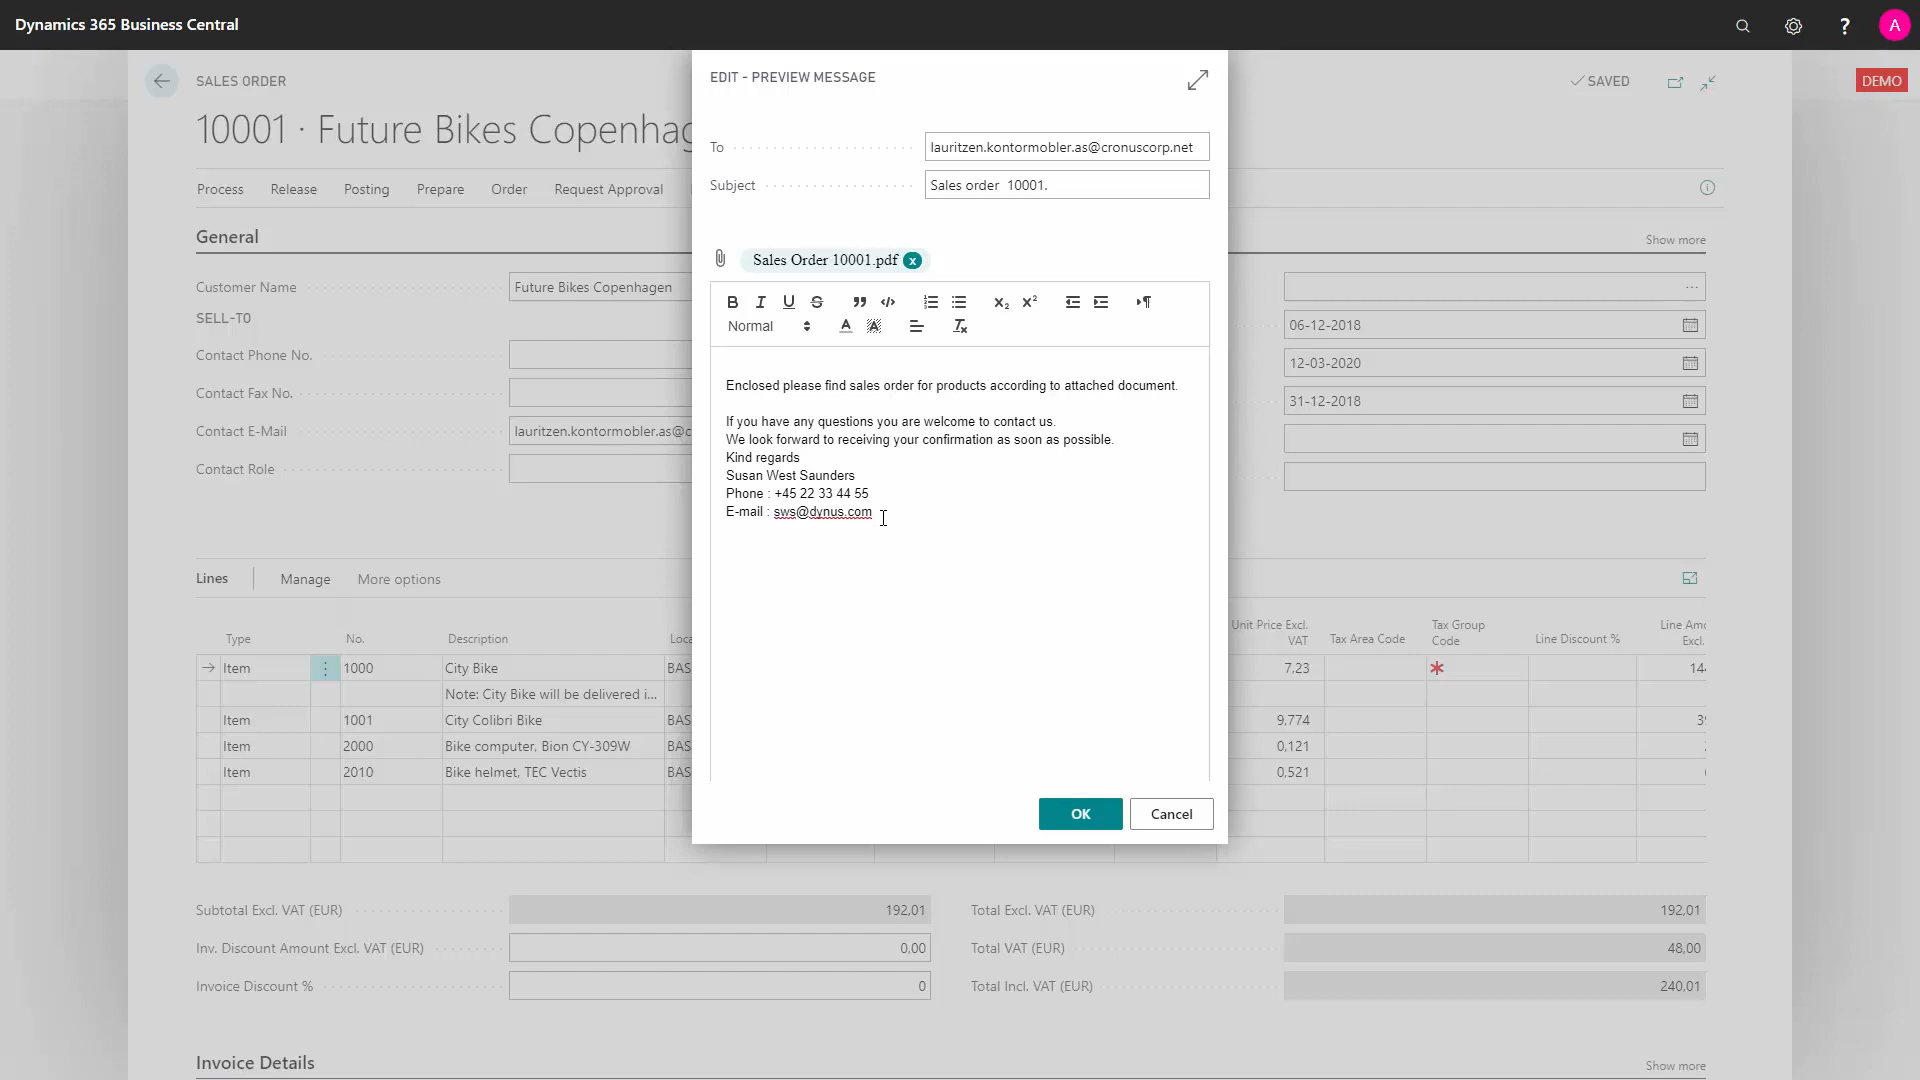 Dynamics 365 Business Central
?
A
SALES ORDER
SAVED
DEMO
10001 · Future Bikes Copenhag
Process Release Posting Prepare Order Request Approval
General
Show more
Customer Name
Future Bikes Copenhagen
SELL-TO
Contact Phone No.
Contact Fax No.
Contact E-Mail
lauritzen.kontormobler.as@c
Contact Role
06-12-2018
12-03-2020
31-12-2018
EDIT - PREVIEW MESSAGE
To
lauritzen.kontormobler.as@cronuscorp.net
Subject
Sales order 10001.
Sales Order 10001.pdf x
B I U S
Normal
Enclosed please find sales order for products according to attached document.
If you have any questions you are welcome to contact us.
We look forward to receiving your confirmation as soon as possible.
Kind regards
Susan West Saunders
Phone : +45 22 33 44 55
E-mail : sws@dynus.com
OK Cancel
Lines Manage More options
Type No. Description Loca Unit Price Excl. VAT Tax Area Code Tax Group Code Line Discount % Line Amo Excl.
Item 1000 City Bike BAS 7,23 14
Note: City Bike will be delivered i...
Item 1001 City Colibri Bike BAS 9,774
Item 2000 Bike computer, Bion CY-309W BAS 0,121
Item 2010 Bike helmet, TEC Vectis BAS 0,521
Subtotal Excl. VAT (EUR) 192,01 Total Excl. VAT (EUR) 192,01
Inv. Discount Amount Excl. VAT (EUR) 0,00 Total VAT (EUR) 48,00
Invoice Discount % 0 Total Incl. VAT (EUR) 240,01
Invoice Details
Show more